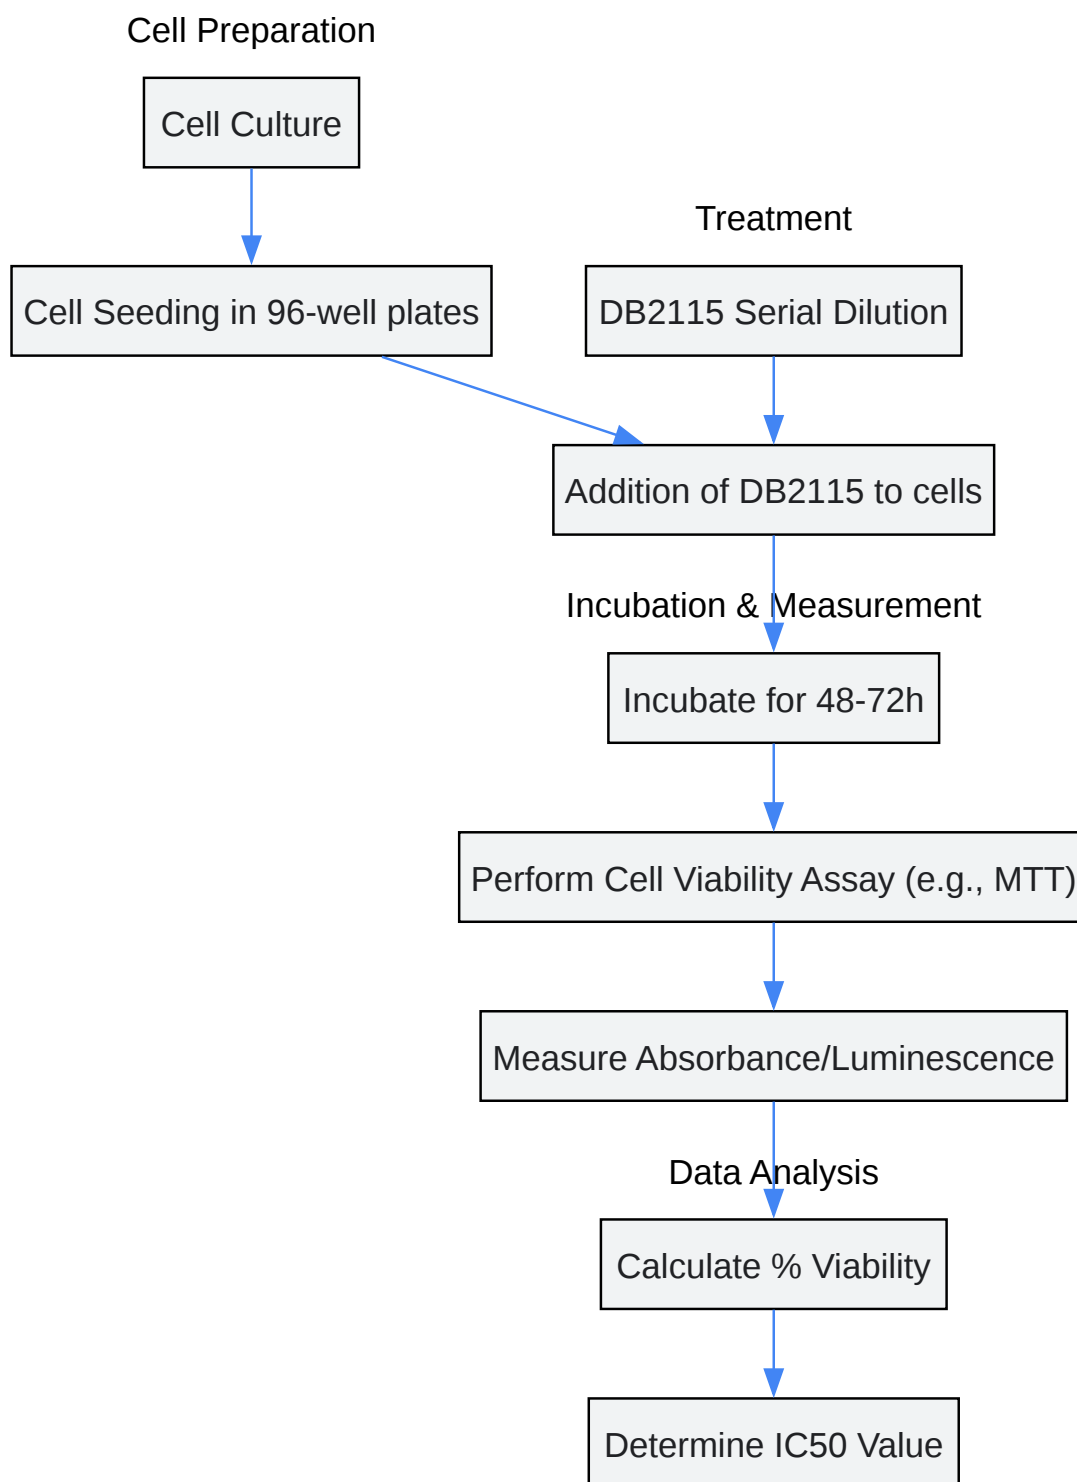 Cell Preparation
Cell Culture
Treatment
Cell Seeding in 96-well plates
DB2115 Serial Dilution
Addition of DB2115 to cells
Incubation & Measurement
Incubate for 48-72h
Perform Cell Viability Assay (e.g., MTT)
Measure Absorbance/Luminescence
Data Analysis
Calculate % Viability
Determine IC50 Value